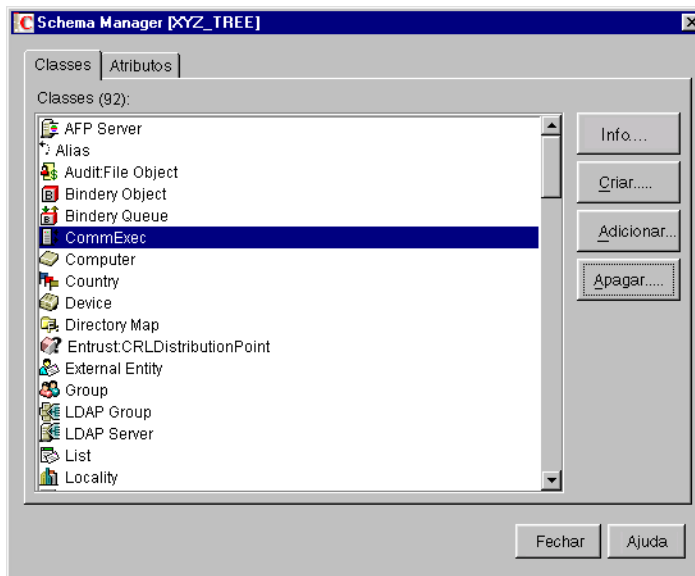 Schema Manager [XYZ_TREE]
Classes Atributos
Classes (92):
AFP Server
Alias
Audit:File Object
Bindery Object
Bindery Queue
CommExec
Computer
Country
Device
Directory Map
Entrust:CRLDistributionPoint
External Entity
Group
LDAP Group
LDAP Server
List
Locality
Info....
Criar.....
Adicionar...
Apagar.....
Fechar Ajuda